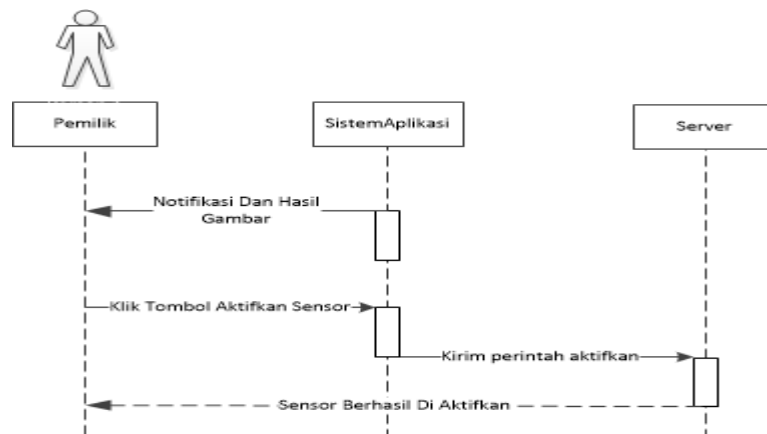 Pemilik
SistemAplikasi
Server
Notifikasi Dan Hasil
Gambar
Klik Tombol Aktifkan Sensor
Kirim perintah aktifkan
Sensor Berhasil Di Aktifkan